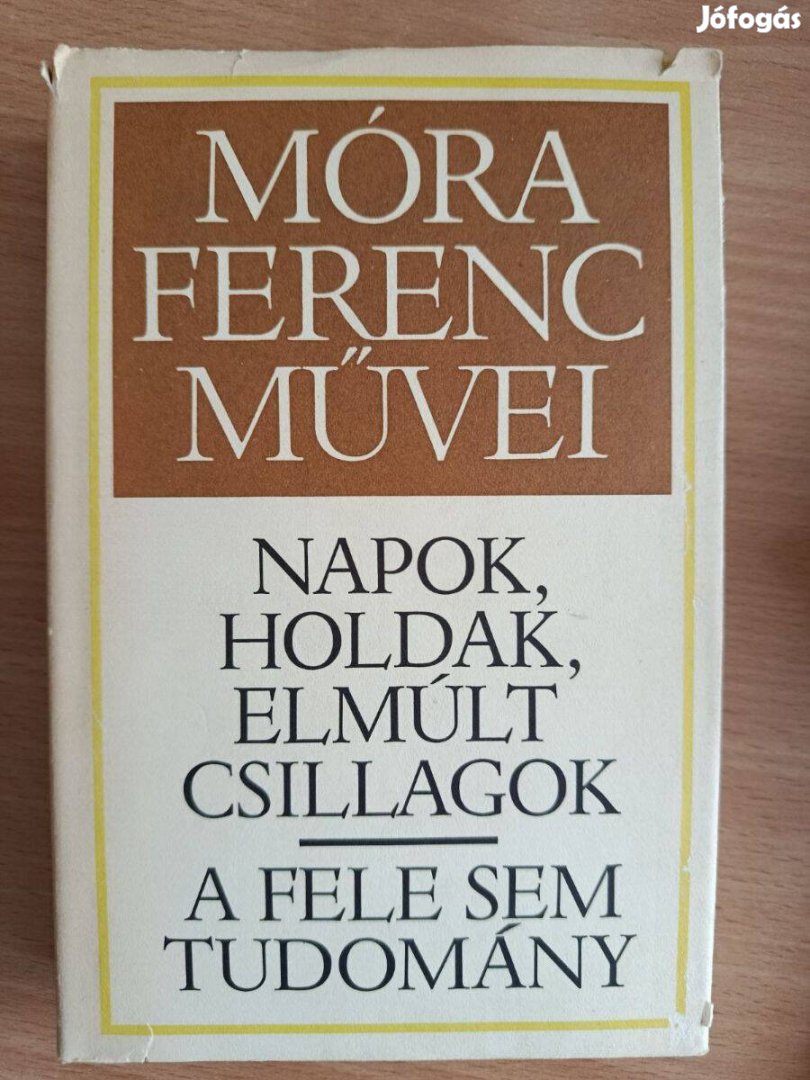 Jófogás
MÓRA
FERENC
MŰVEI
NAPOK,
HOLDAK,
ELMÚLT
CSILLAGOK
A FELE SEM
TUDOMÁNY